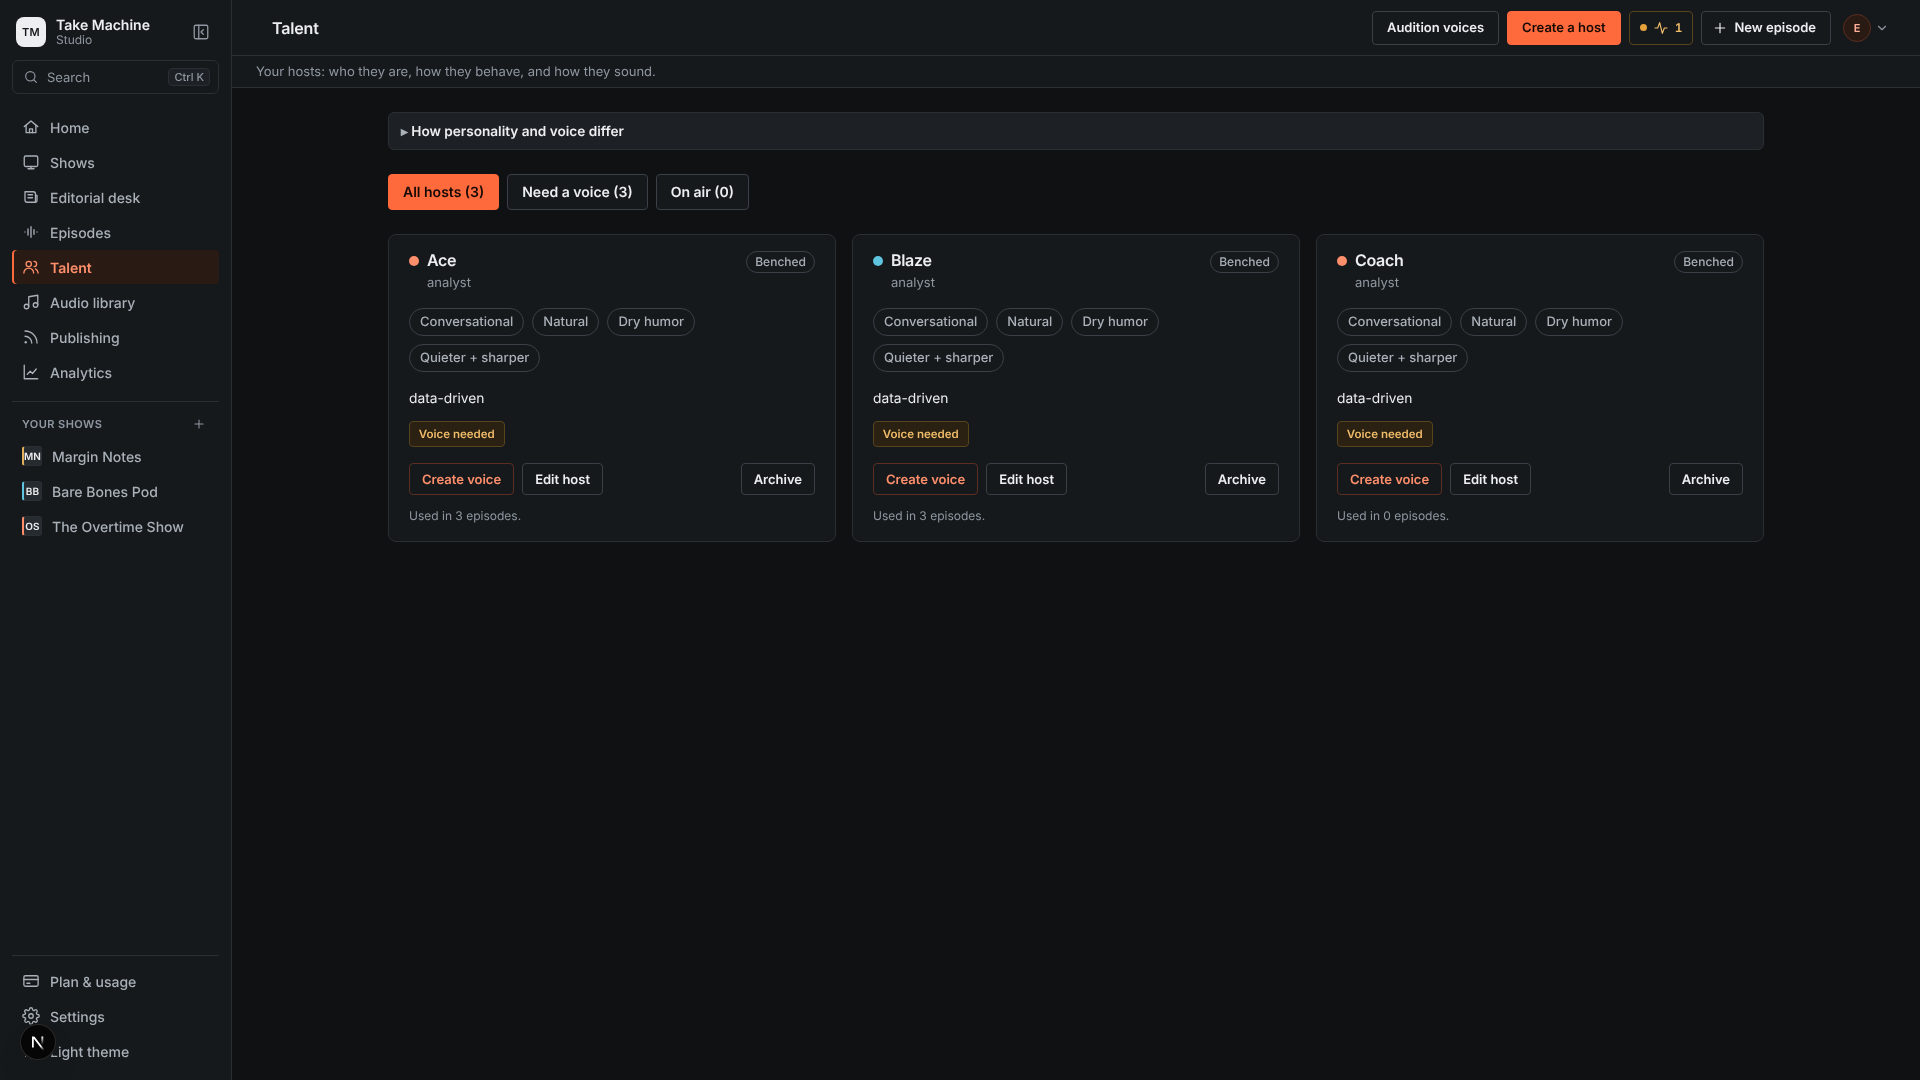 TM
Take Machine
Studio
Search
Ctrl K
Home
Shows
Editorial desk
Episodes
Talent
Audio library
Publishing
Analytics
YOUR SHOWS
MN Margin Notes
BB Bare Bones Pod
OS The Overtime Show
Plan & usage
Settings
N
Light theme
Talent
Audition voices
Create a host
1
New episode
E
Your hosts: who they are, how they behave, and how they sound.
How personality and voice differ
All hosts (3)
Need a voice (3)
On air (0)
Ace
Benched
analyst
Conversational
Natural
Dry humor
Quieter + sharper
data-driven
Voice needed
Create voice
Edit host
Archive
Used in 3 episodes.
Blaze
Benched
analyst
Conversational
Natural
Dry humor
Quieter + sharper
data-driven
Voice needed
Create voice
Edit host
Archive
Used in 3 episodes.
Coach
Benched
analyst
Conversational
Natural
Dry humor
Quieter + sharper
data-driven
Voice needed
Create voice
Edit host
Archive
Used in 0 episodes.